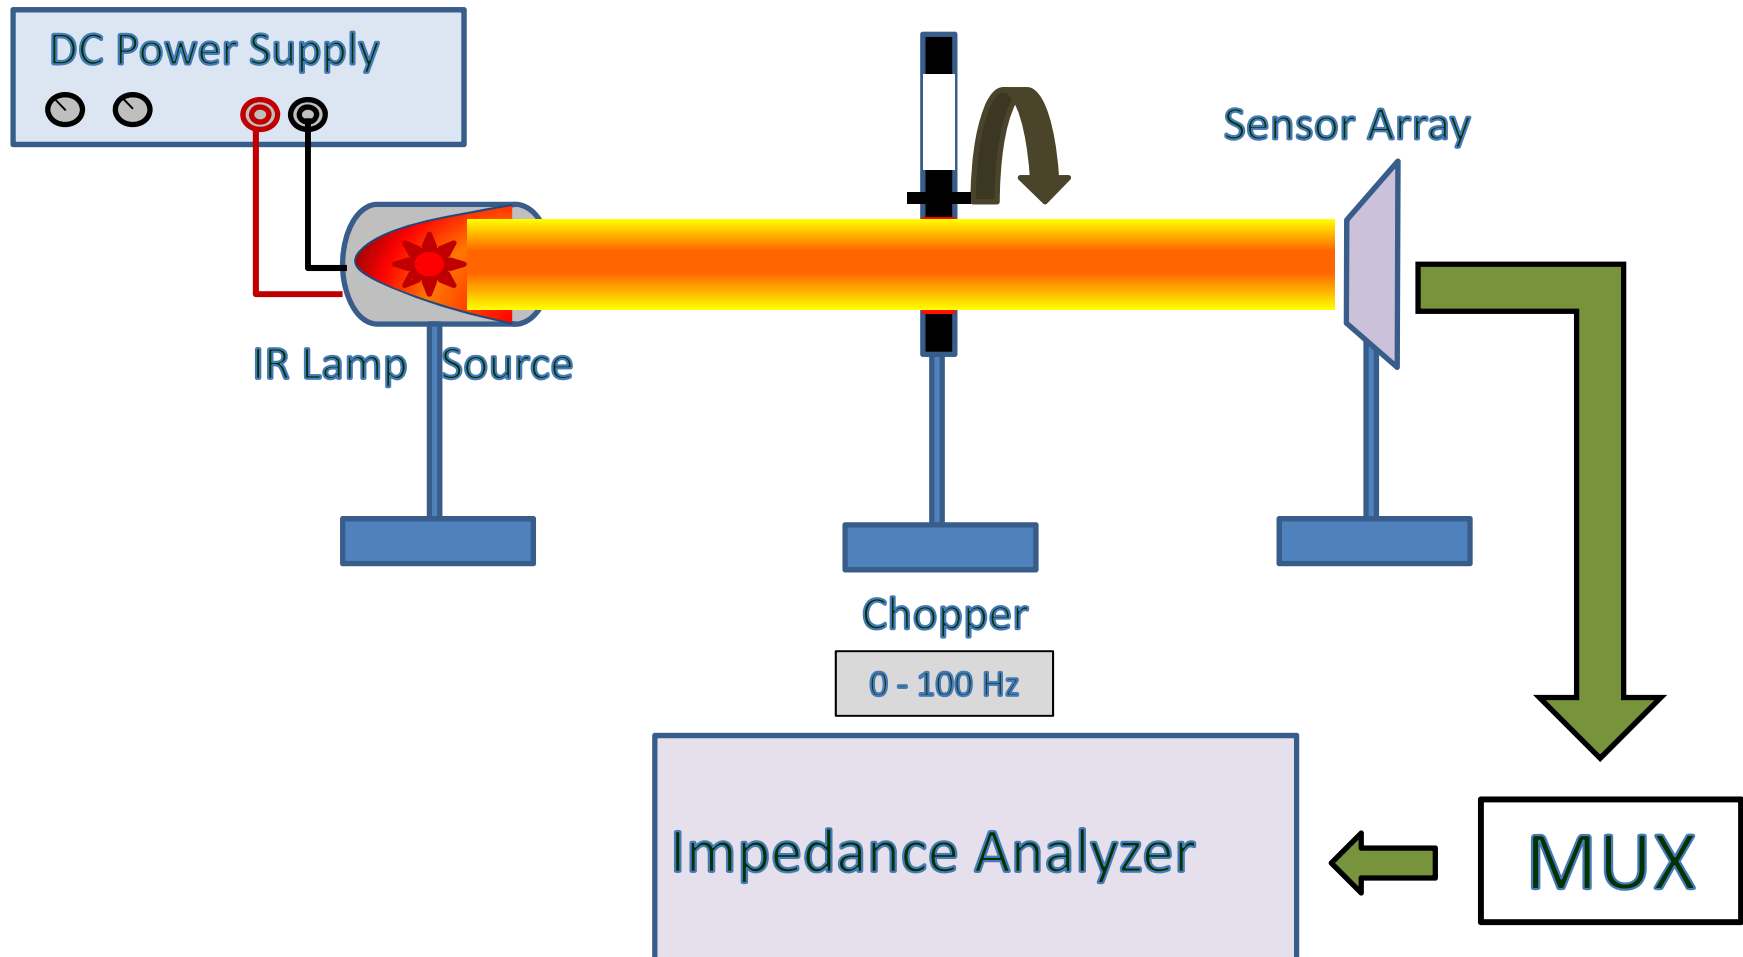 DC Power Supply
Sensor Array
IR Lamp Source
Chopper
0 - 100 Hz
Impedance Analyzer
MUX